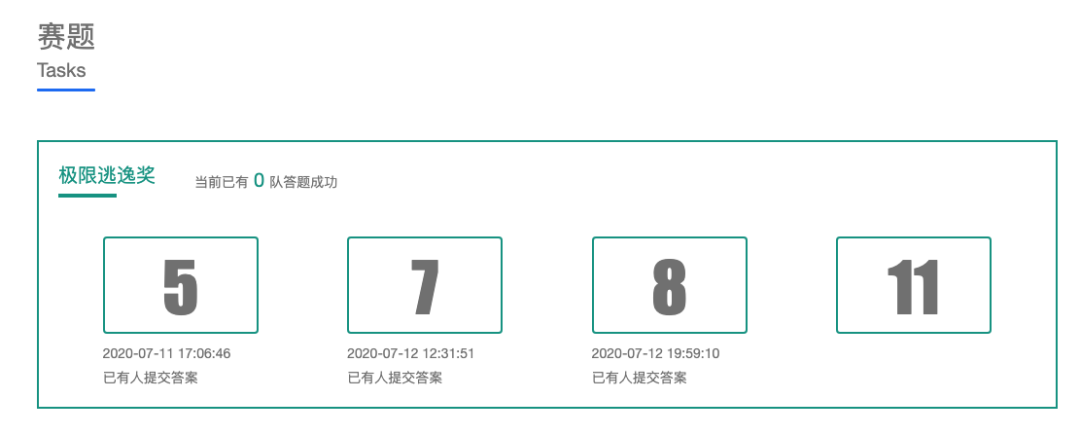 赛题
Tasks
极限逃逸奖 当前已有 0 队答题成功
5 7 8 11
2020-07-11 17:06:46 2020-07-12 12:31:51 2020-07-12 19:59:10
已有人提交答案 已有人提交答案 已有人提交答案